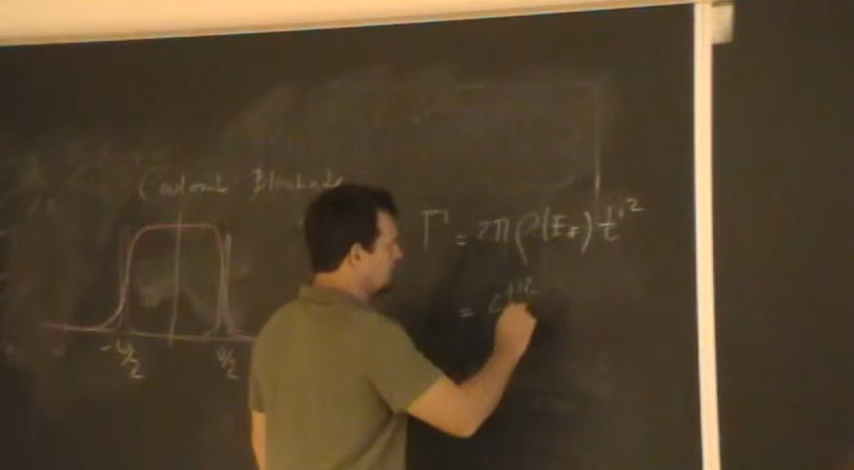 Coulomb Blockade
Γ = 2π ρ(E_F) t'²
=
-U/2
U/2